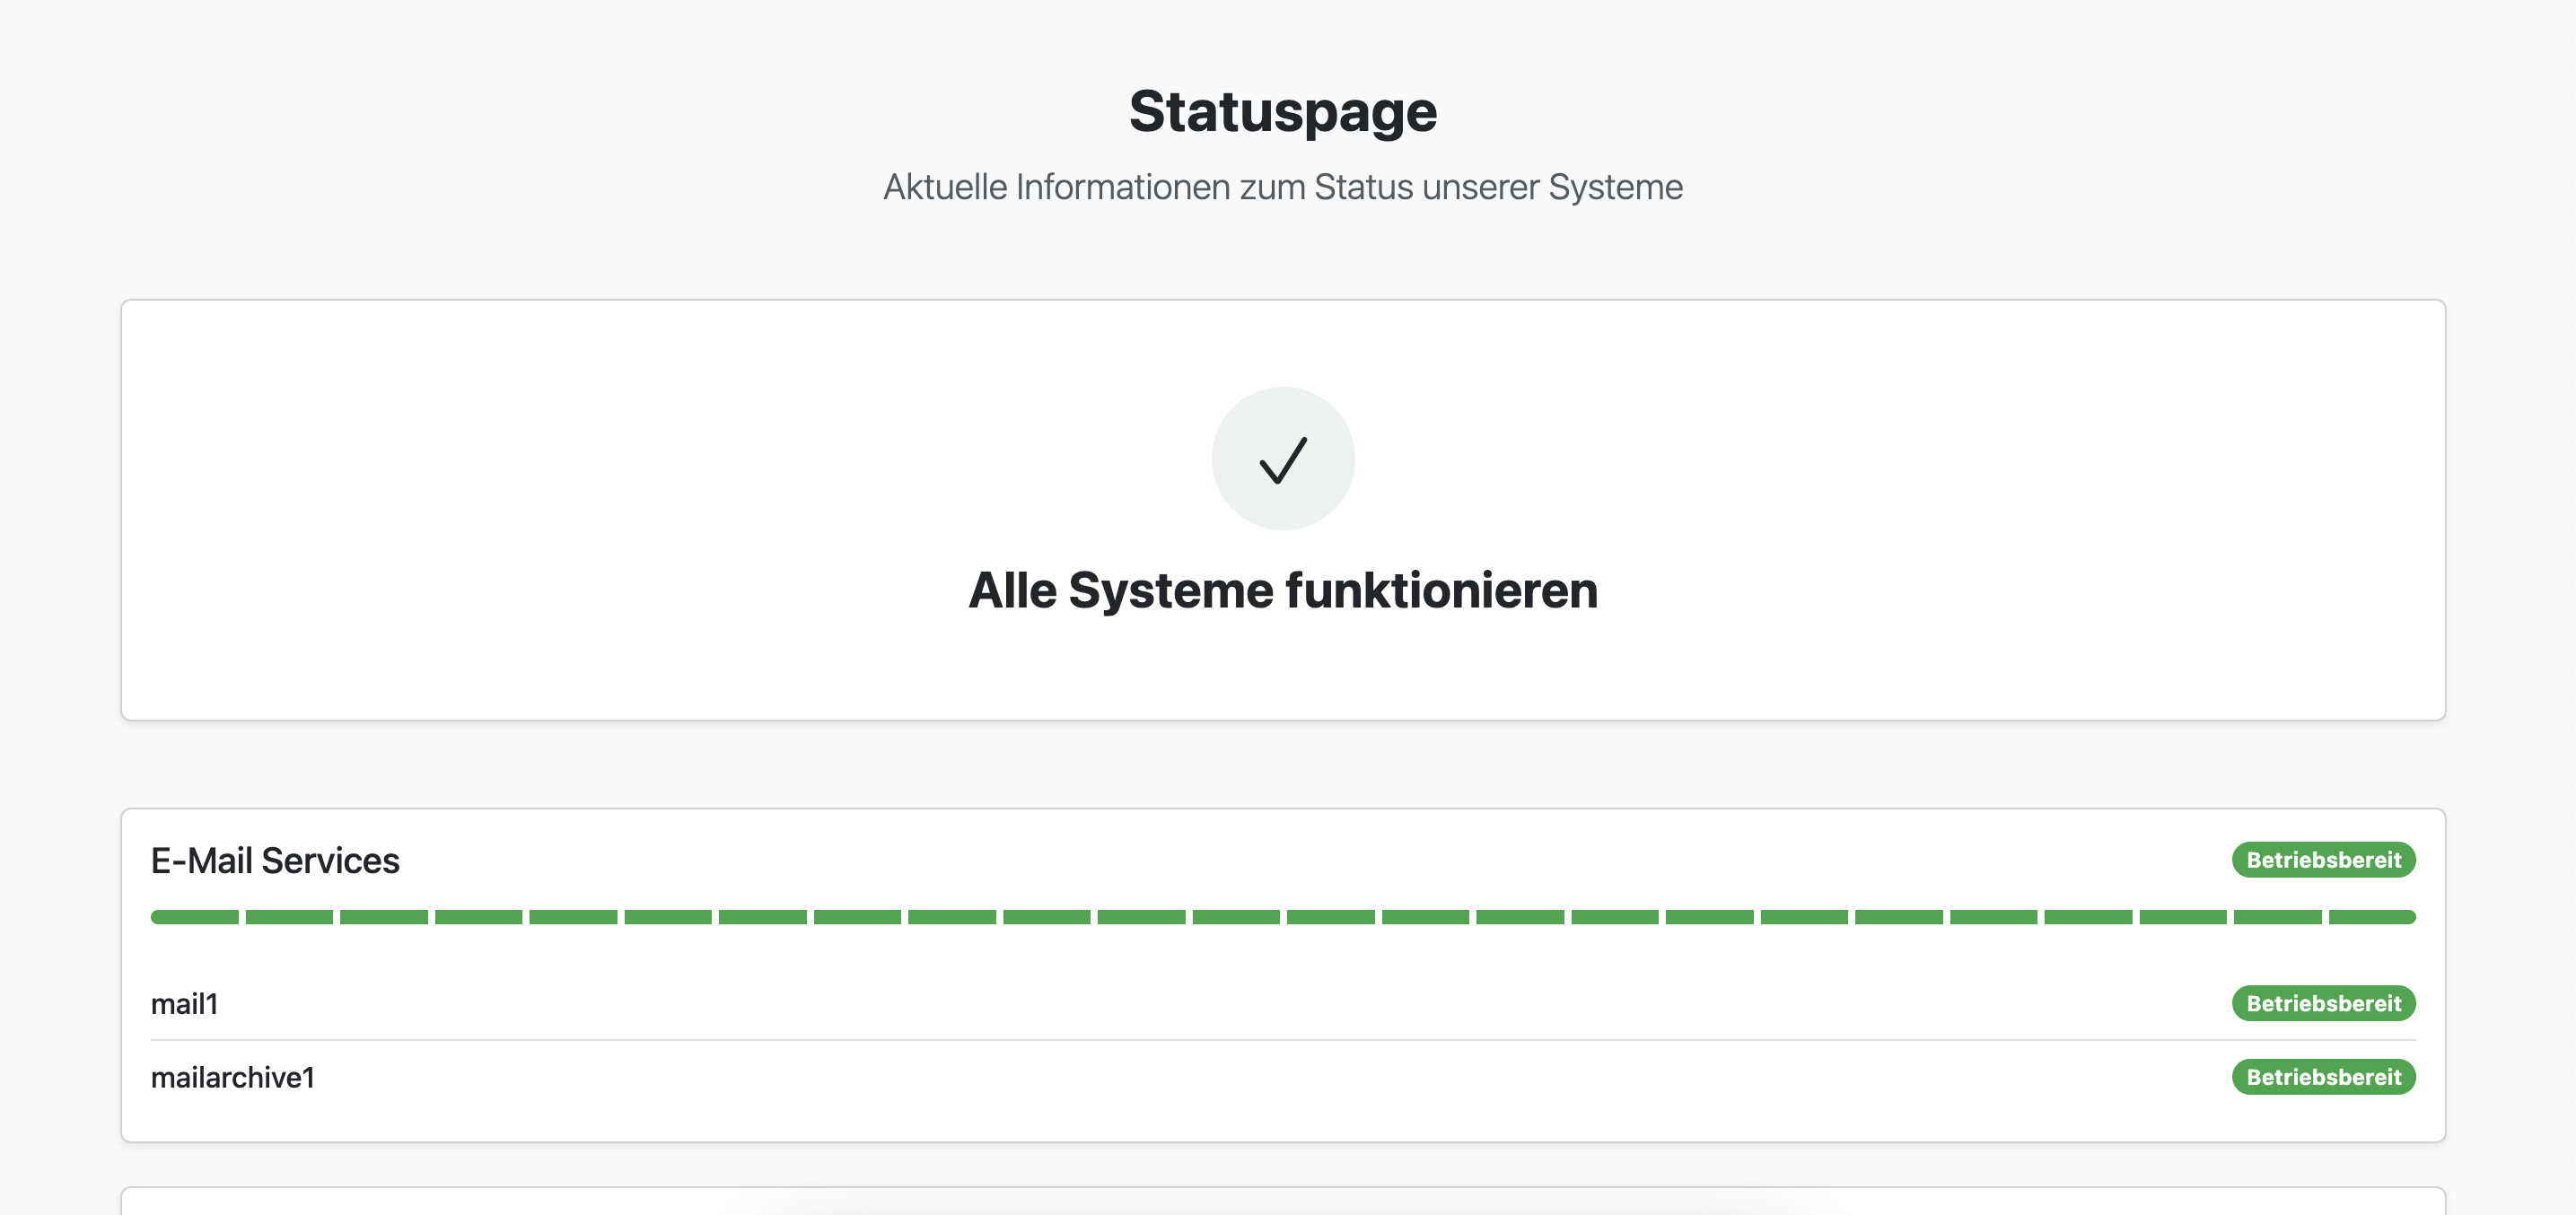 Statuspage
Aktuelle Informationen zum Status unserer Systeme
Alle Systeme funktionieren
E-Mail Services
Betriebsbereit
mail1
Betriebsbereit
mailarchive1
Betriebsbereit